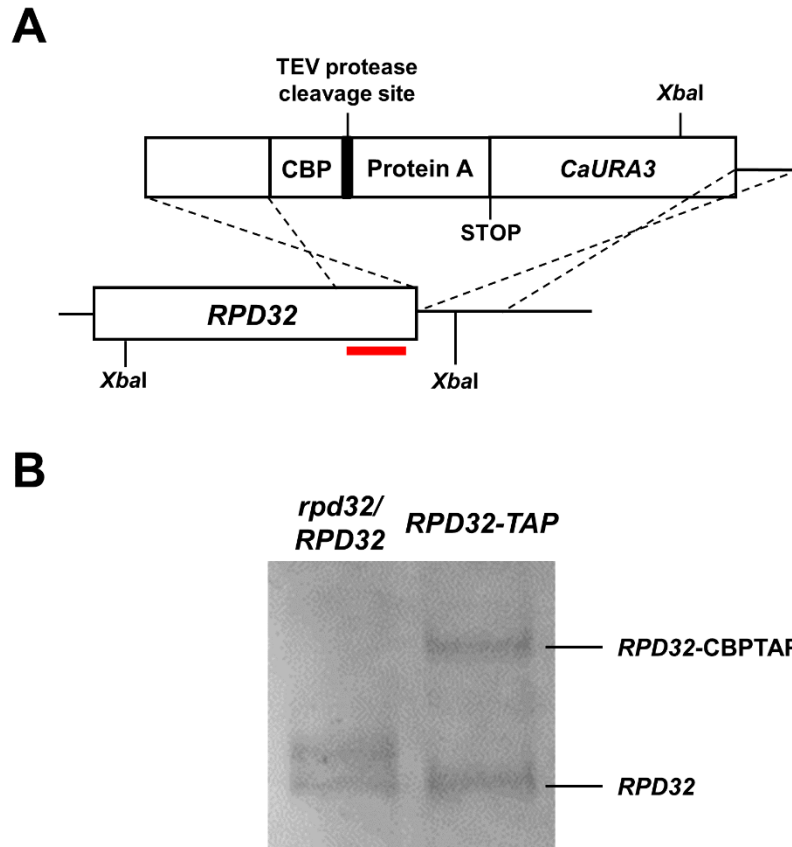 A
TEV protease
cleavage site
XbaI
CBP
Protein A
CaURA3
STOP
RPD32
XbaI
XbaI
B
rpd32/
RPD32
RPD32-TAP
RPD32-CBPTAP
RPD32